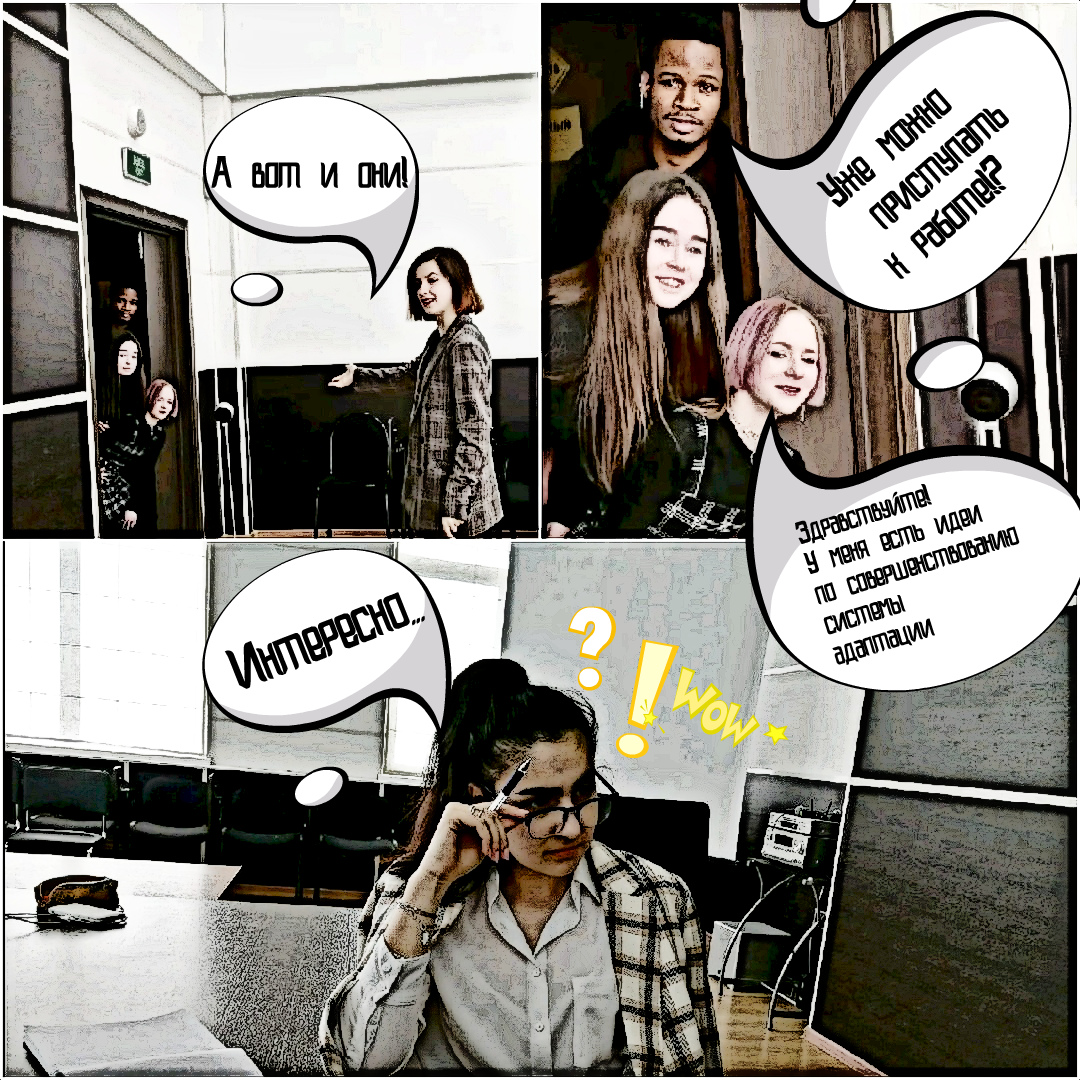 А вот и они!
Уже можно
приступать
к работе!?
Здравствуйте!
У меня есть идеи
по совершенствованию
системы
адаптации
Интересно...
?!
Wow